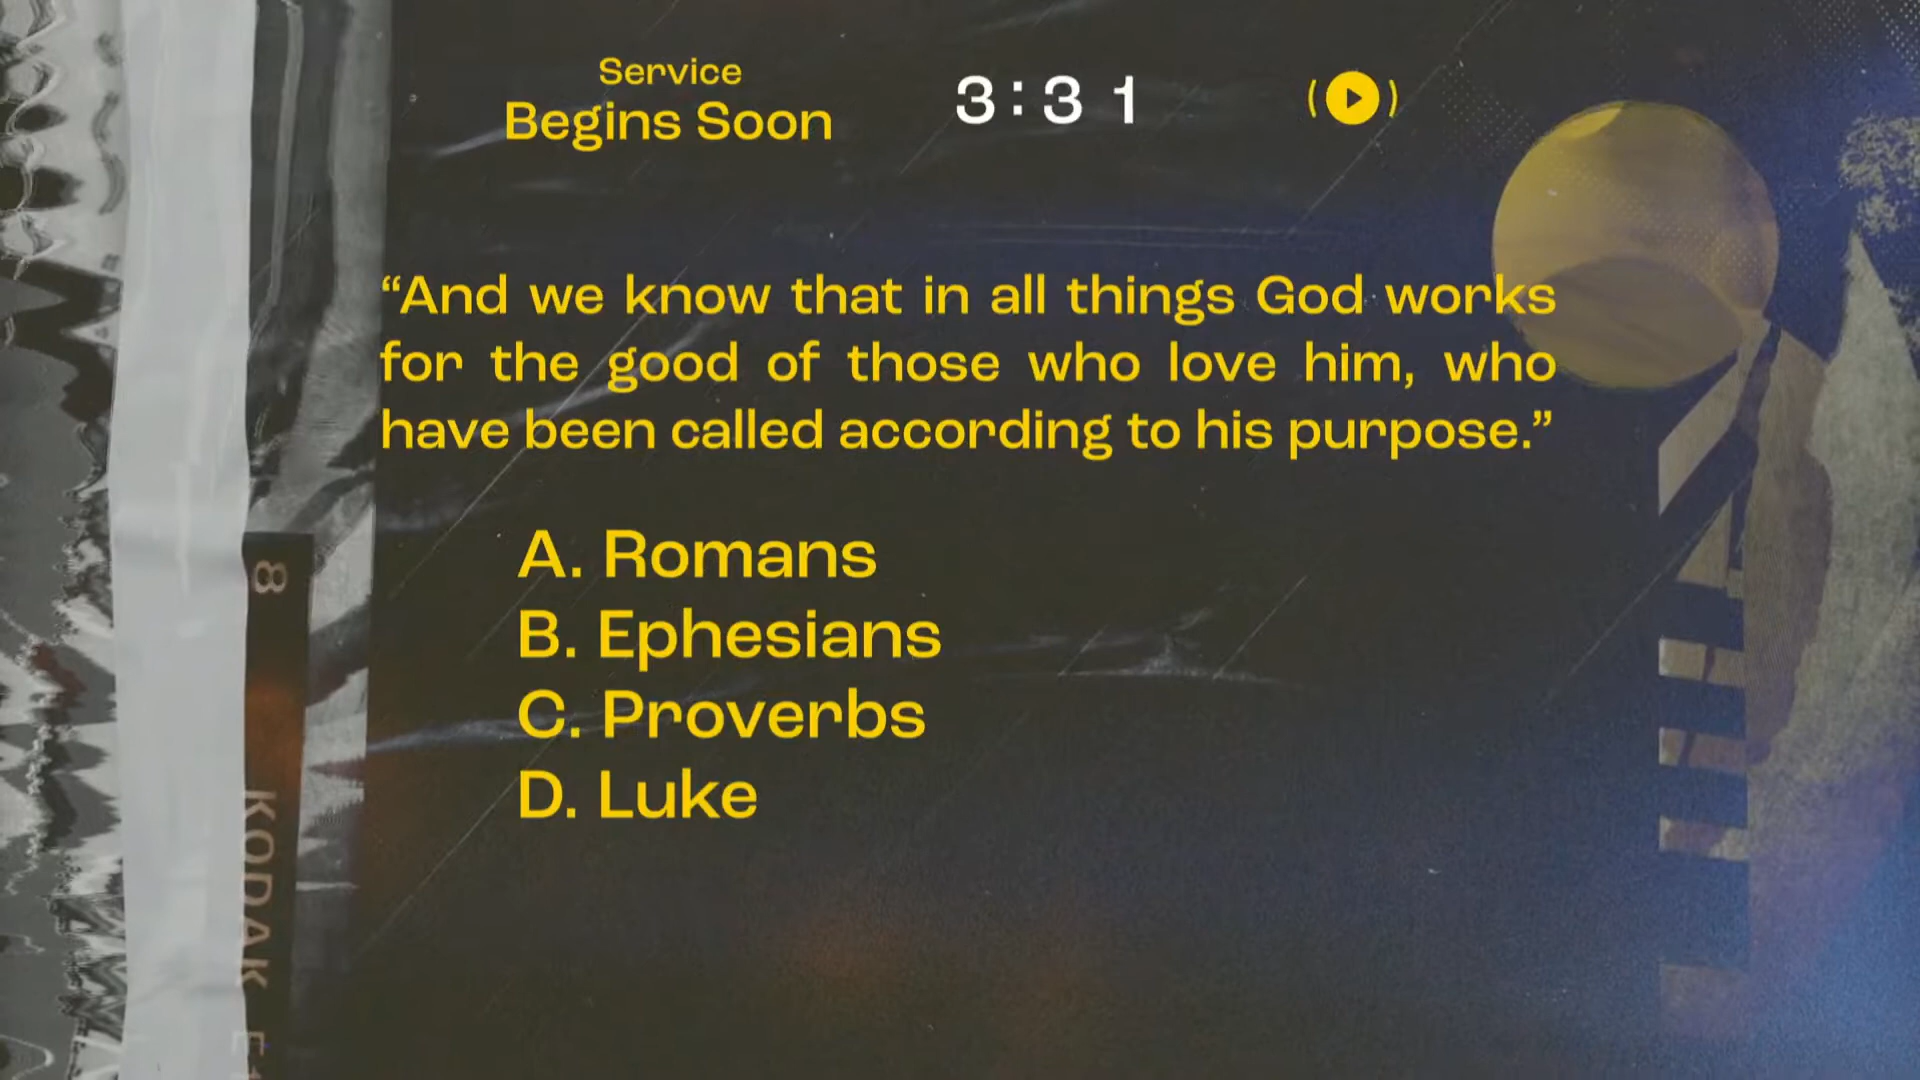 Service
Begins Soon
3:31
“And we know that in all things God works
for the good of those who love him, who
have been called according to his purpose.”
A. Romans
B. Ephesians
C. Proverbs
D. Luke
8
KODAK